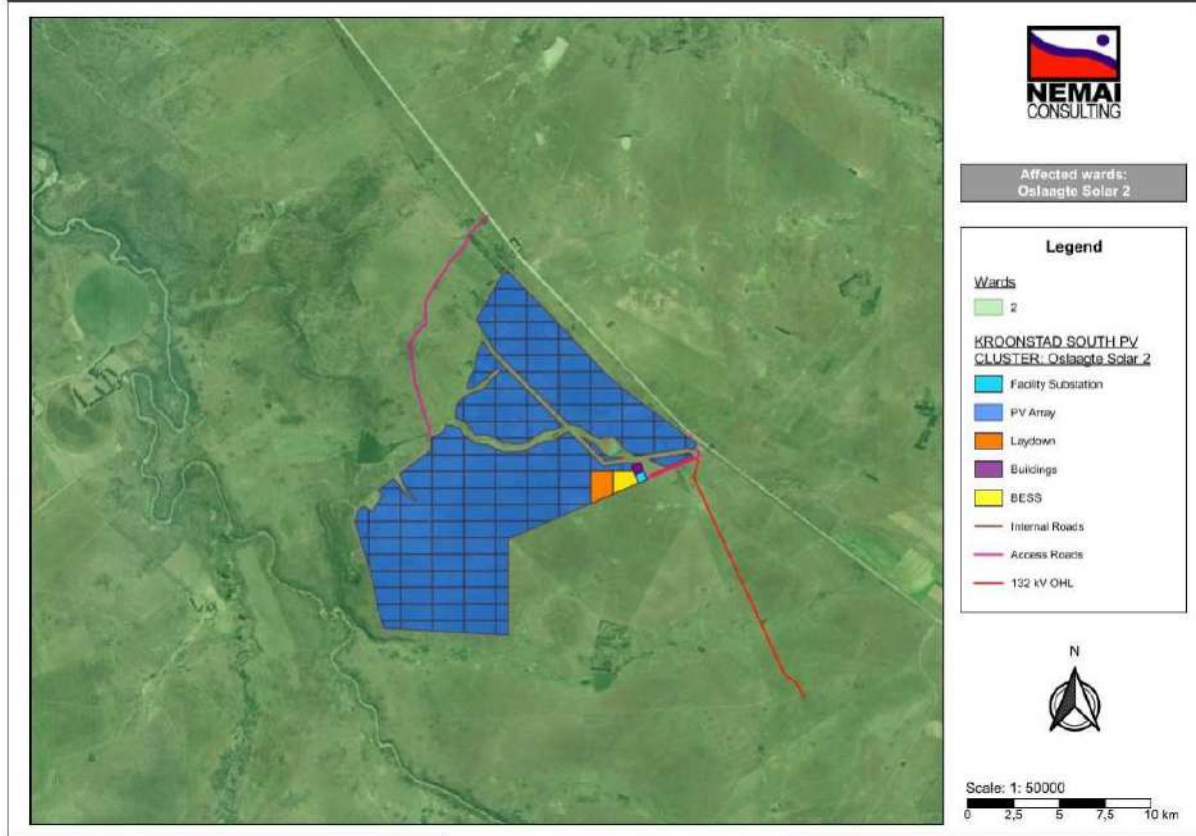 NEMAI
CONSULTING
Affected wards:
Oslaagte Solar 2
Legend
Wards
2
KROONSTAD SOUTH PV
CLUSTER: Oslaagte Solar 2
Facility Substation
PV Array
Laydown
Buildings
BESS
Internal Roads
Access Roads
132 kV OHL
N
Scale: 1: 50000
0 2,5 5 7,5 10 km